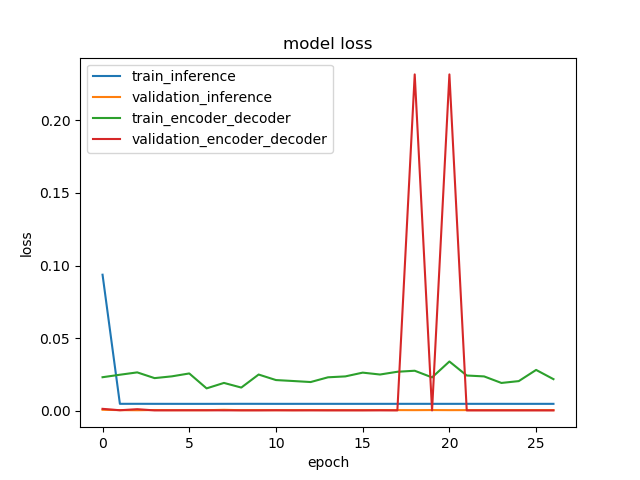 model loss
train_inference
validation_inference
train_encoder_decoder
validation_encoder_decoder
0.20
0.15
0.10
0.05
0.00
loss
0 5 10 15 20 25
epoch